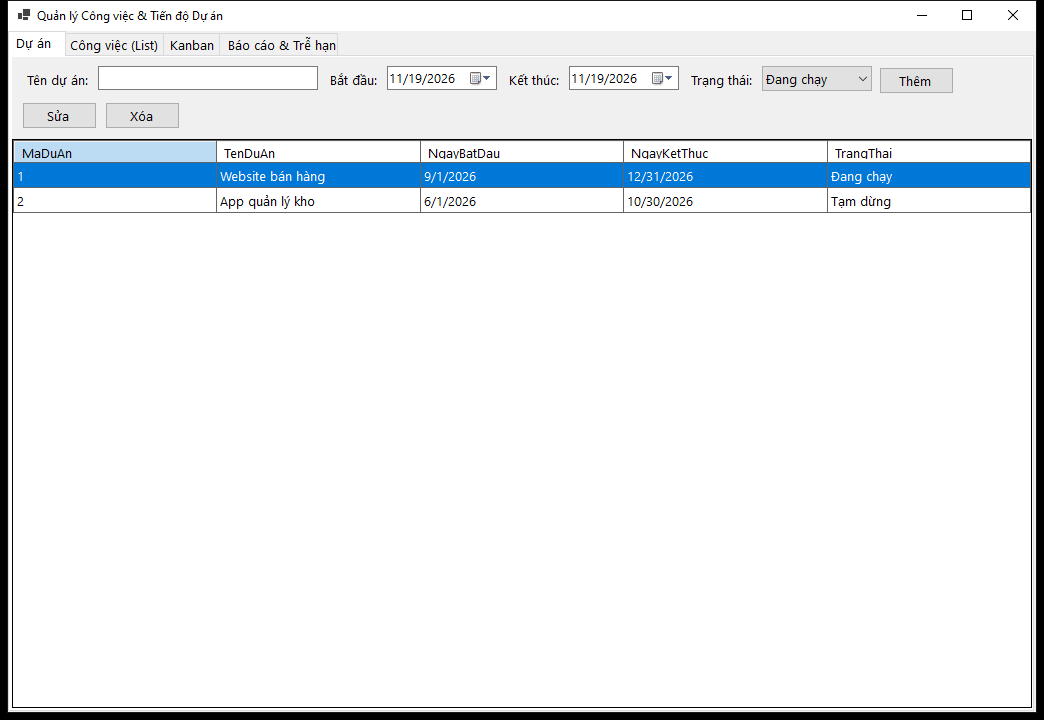 Quản lý Công việc & Tiến độ Dự án
Dự án Công việc (List) Kanban Báo cáo & Trễ hạn
Tên dự án: Bắt đầu: 11/19/2026 Kết thúc: 11/19/2026 Trạng thái: Đang chạy Thêm
Sửa Xóa
MaDuAn TenDuAn NgayBatDau NgayKetThuc TrangThai
1 Website bán hàng 9/1/2026 12/31/2026 Đang chạy
2 App quản lý kho 6/1/2026 10/30/2026 Tạm dừng